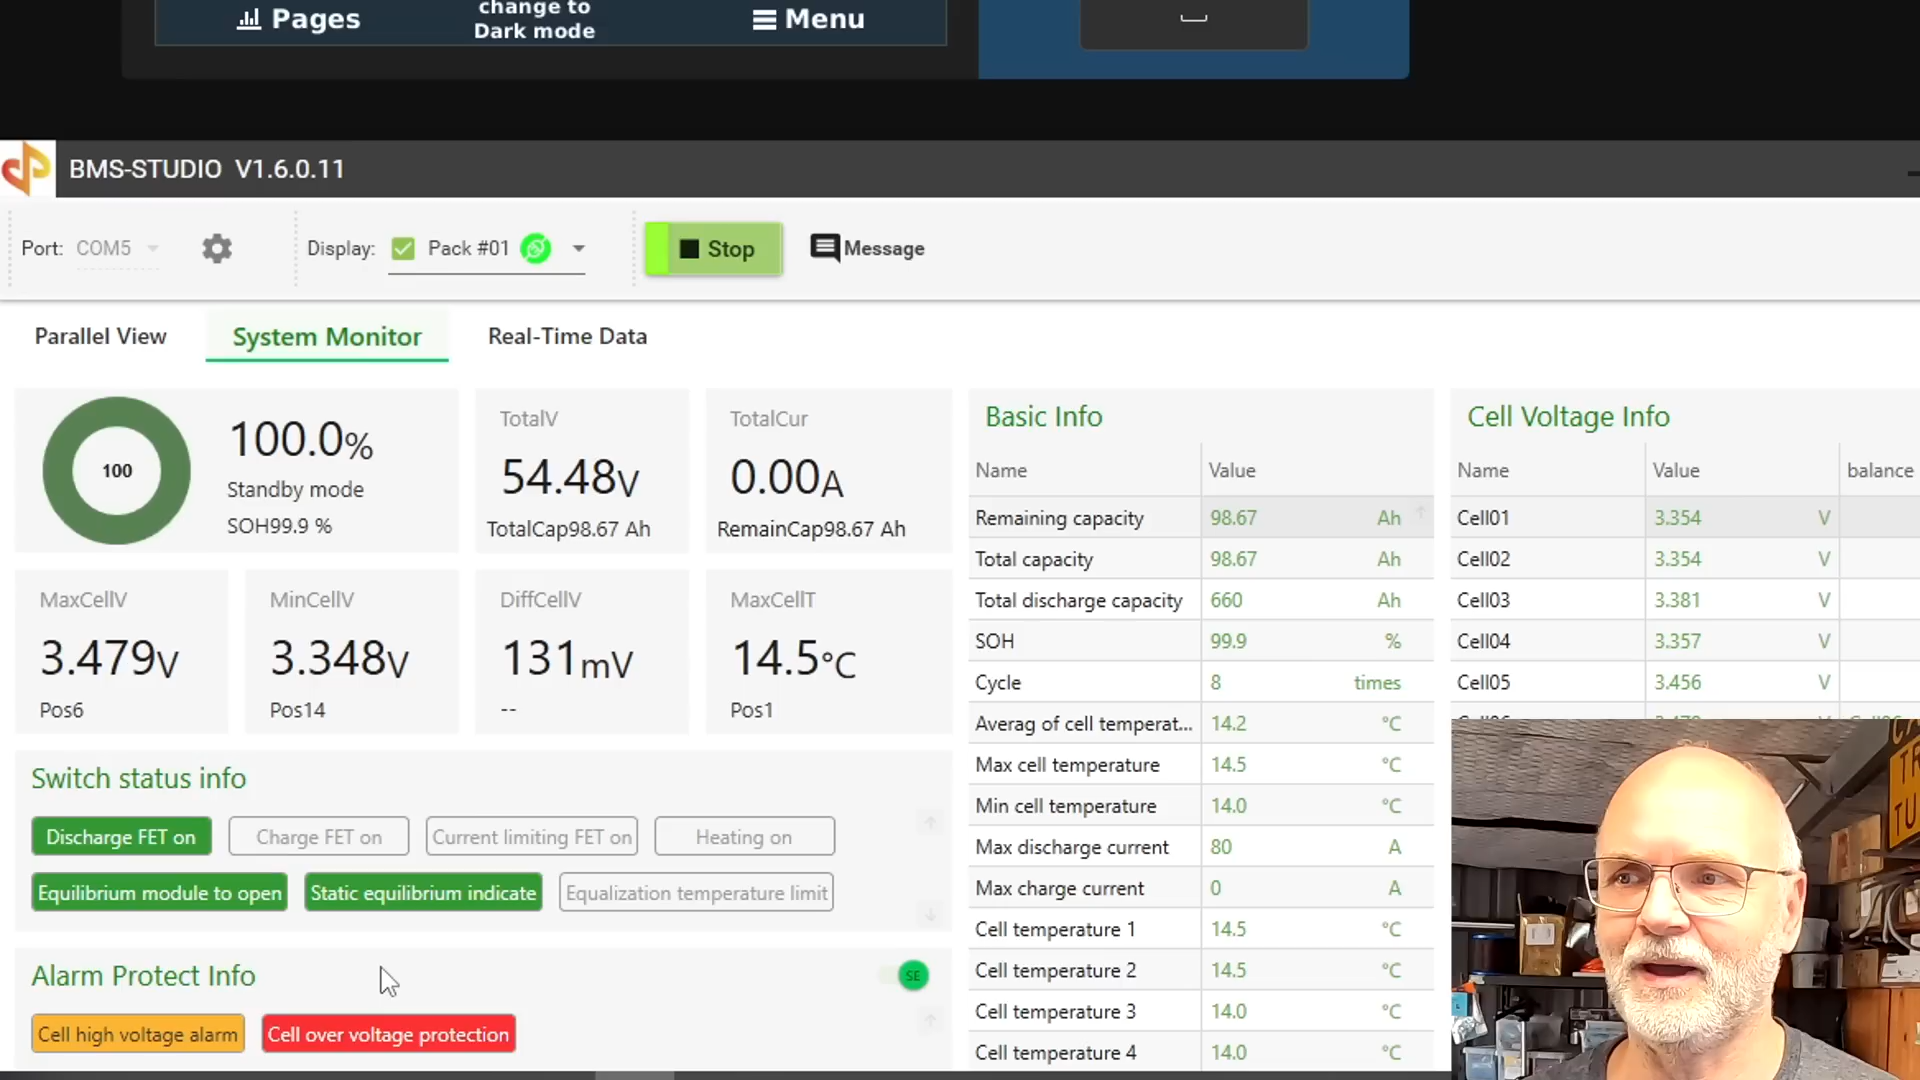 Pages
change to
Dark mode
Menu
BMS-STUDIO V1.6.0.11
Port: COM5
Display: Pack #01
Stop
Message
Parallel View
System Monitor
Real-Time Data
100
100.0%
Standby mode
SOH99.9 %
TotalV
54.48V
TotalCap98.67 Ah
TotalCur
0.00A
RemainCap98.67 Ah
MaxCellV
3.479V
Pos6
MinCellV
3.348V
Pos14
DiffCellV
131mV
--
MaxCellT
14.5°C
Pos1
Switch status info
Discharge FET on
Charge FET on
Current limiting FET on
Heating on
Equilibrium module to open
Static equilibrium indicate
Equalization temperature limit
Alarm Protect Info
SE
Cell high voltage alarm
Cell over voltage protection
Basic Info
Name Value
Remaining capacity 98.67 Ah
Total capacity 98.67 Ah
Total discharge capacity 660 Ah
SOH 99.9 %
Cycle 8 times
Averag of cell temperat... 14.2 °C
Max cell temperature 14.5 °C
Min cell temperature 14.0 °C
Max discharge current 80 A
Max charge current 0 A
Cell temperature 1 14.5 °C
Cell temperature 2 14.5 °C
Cell temperature 3 14.0 °C
Cell temperature 4 14.0 °C
Cell Voltage Info
Name Value balance
Cell01 3.354 V
Cell02 3.354 V
Cell03 3.381 V
Cell04 3.357 V
Cell05 3.456 V